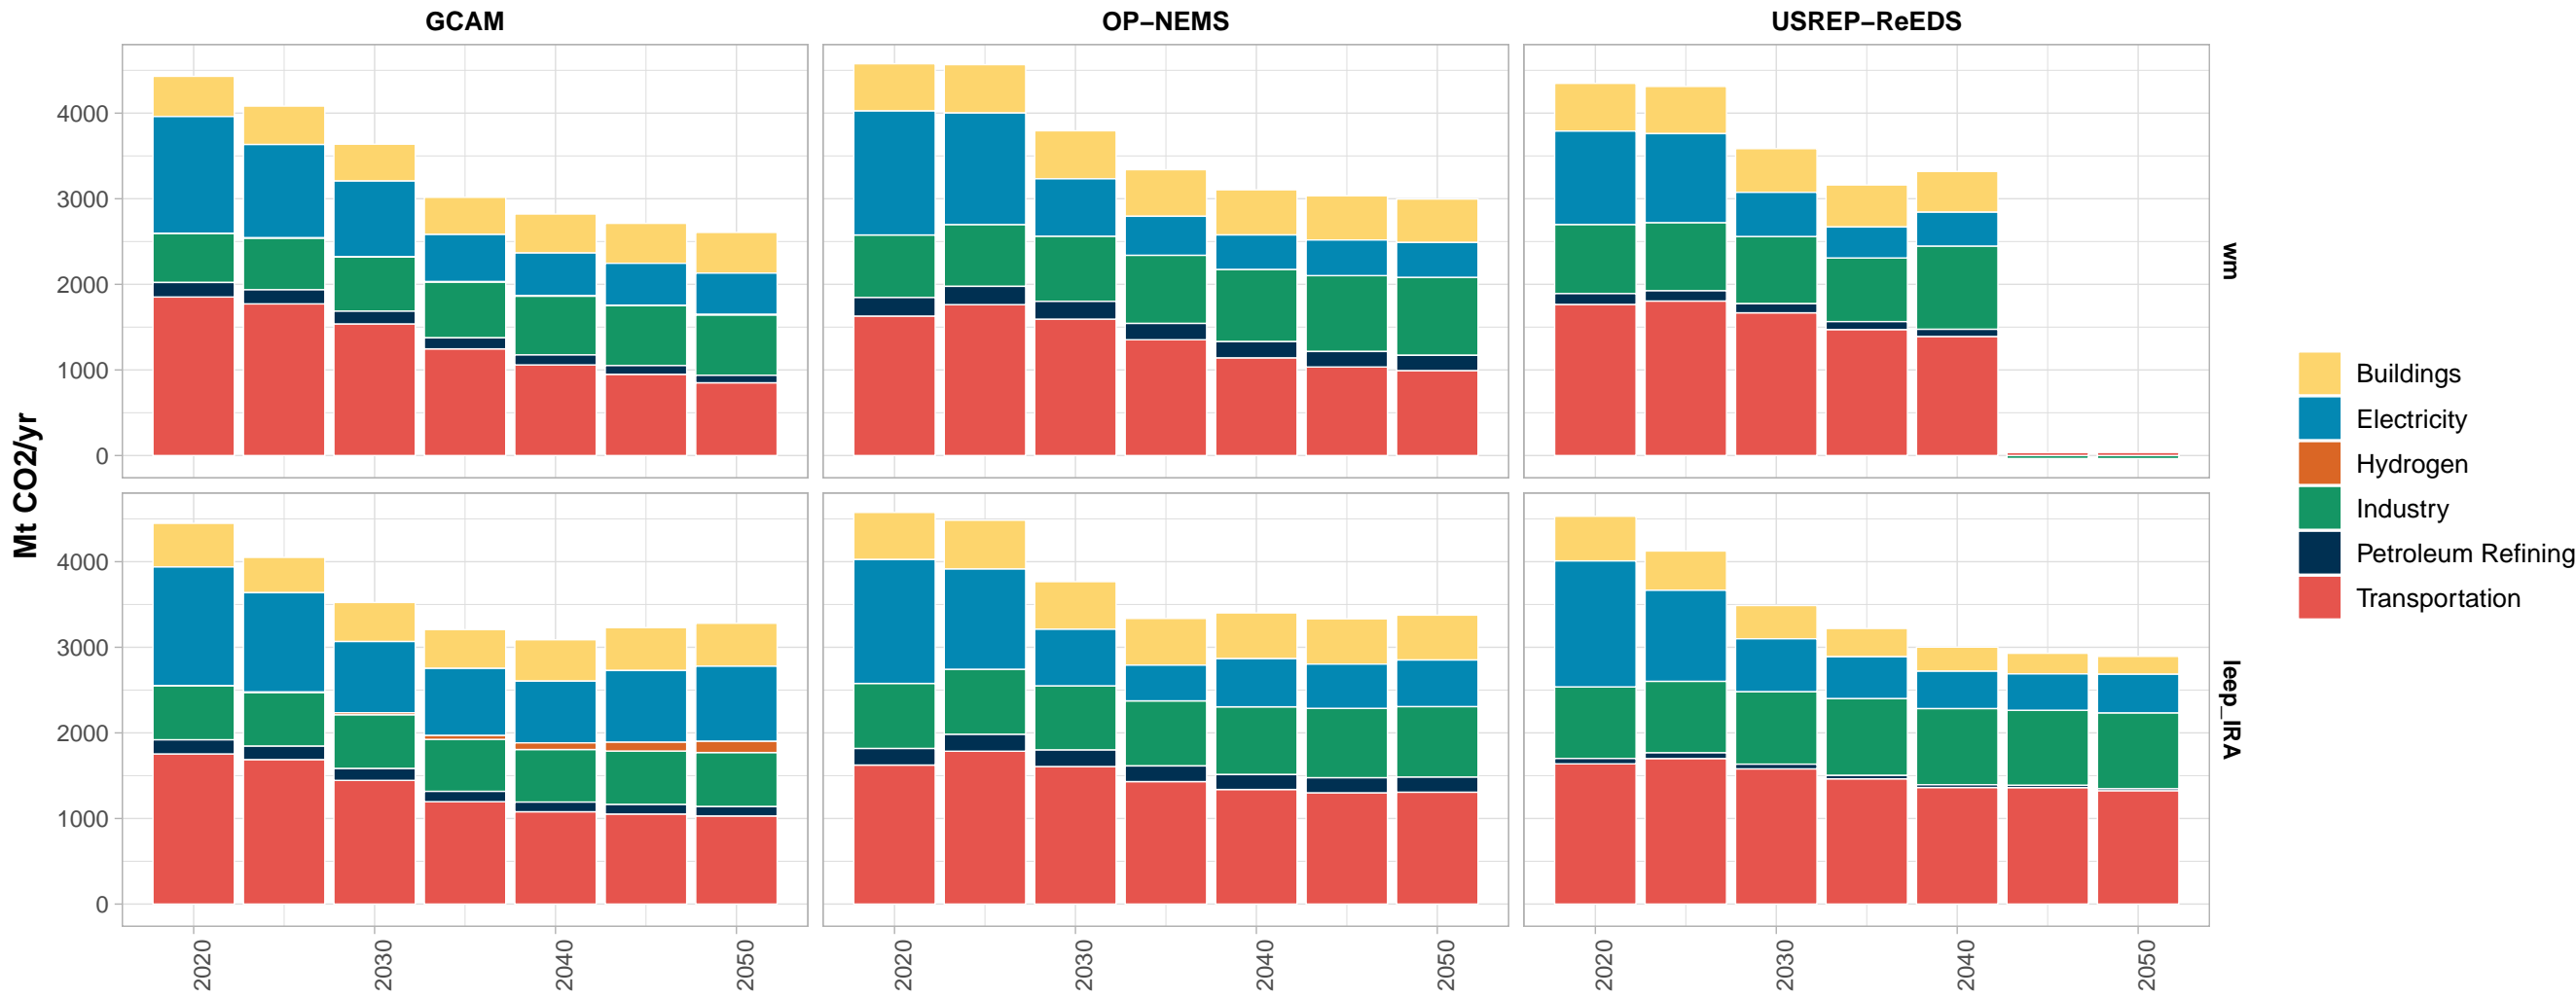 GCAM
OP−NEMS
USREP−ReEDS
Mt CO2/yr
4000
3000
2000
1000
0
wm
4000
3000
2000
1000
0
leep_IRA
2020
2030
2040
2050
2020
2030
2040
2050
2020
2030
2040
2050
Buildings
Electricity
Hydrogen
Industry
Petroleum Refining
Transportation